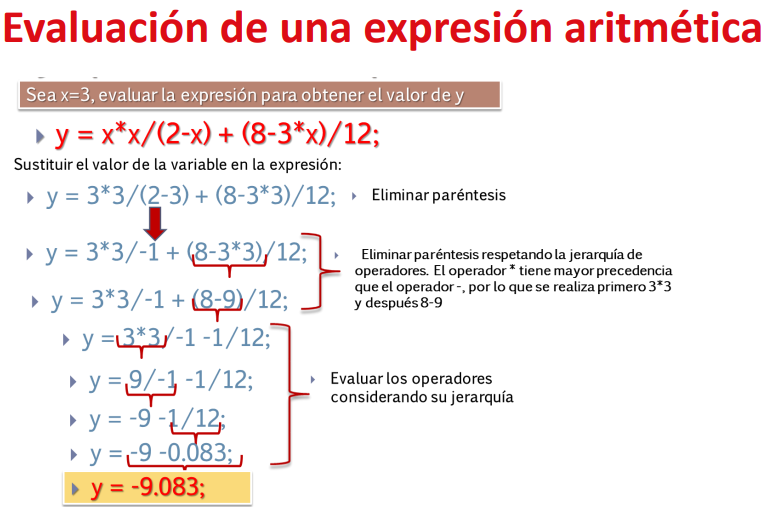 Evaluación de una expresión aritmética
Sea x=3, evaluar la expresión para obtener el valor de y
y = x*x/(2-x) + (8-3*x)/12;
Sustituir el valor de la variable en la expresión:
y = 3*3/(2-3) + (8-3*3)/12;
Eliminar paréntesis
y = 3*3/-1 + (8-3*3)/12;
Eliminar paréntesis respetando la jerarquía de
operadores. El operador * tiene mayor precedencia
que el operador -, por lo que se realiza primero 3*3
y después 8-9
y = 3*3/-1 + (8-9)/12;
y = 3*3/-1 -1/12;
y = 9/-1 -1/12;
Evaluar los operadores
considerando su jerarquía
y = -9 -1/12;
y = -9 -0.083;
y = -9.083;